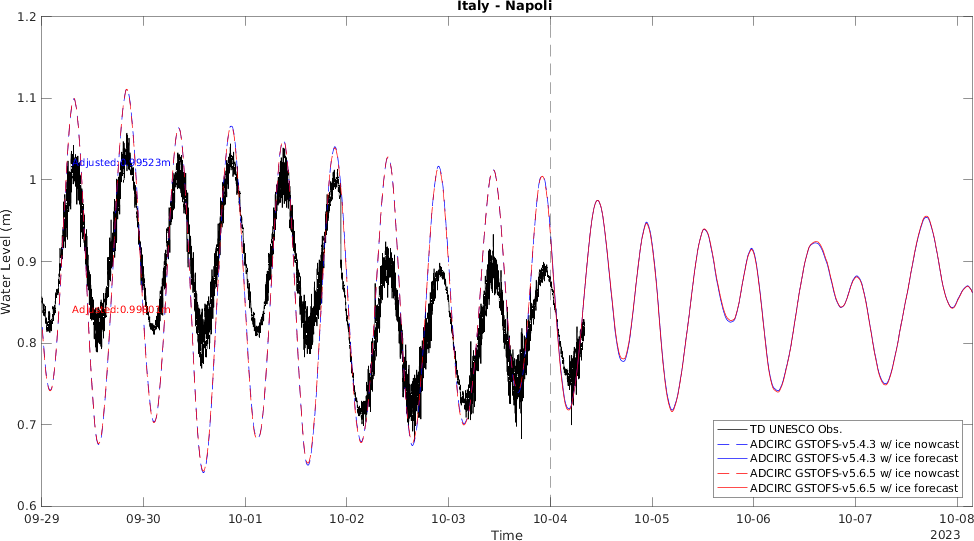 Italy - Napoli
Water Level (m)
1.2
1.1
1
0.9
0.8
0.7
0.6
09-29
09-30
10-01
10-02
10-03
10-04
10-05
10-06
10-07
10-08
2023
Time
TD UNESCO Obs.
ADCIRC GSTOFS-v5.4.3 w/ ice nowcast
ADCIRC GSTOFS-v5.4.3 w/ ice forecast
ADCIRC GSTOFS-v5.6.5 w/ ice nowcast
ADCIRC GSTOFS-v5.6.5 w/ ice forecast